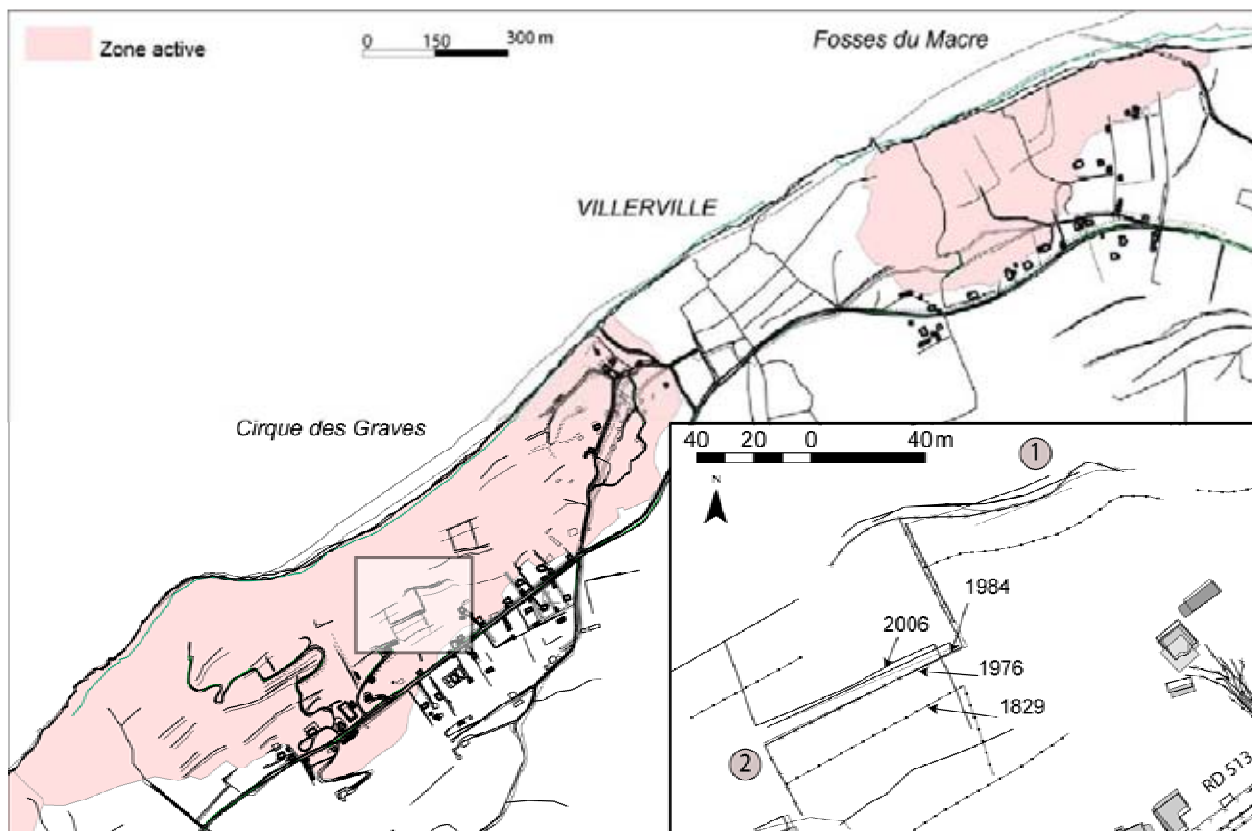 Zone active
0 150 300 m
Fosses du Macre
VILLERVILLE
Cirque des Graves
40 20 0 40 m
N
1
1984
2006
1976
1829
2
RD 513